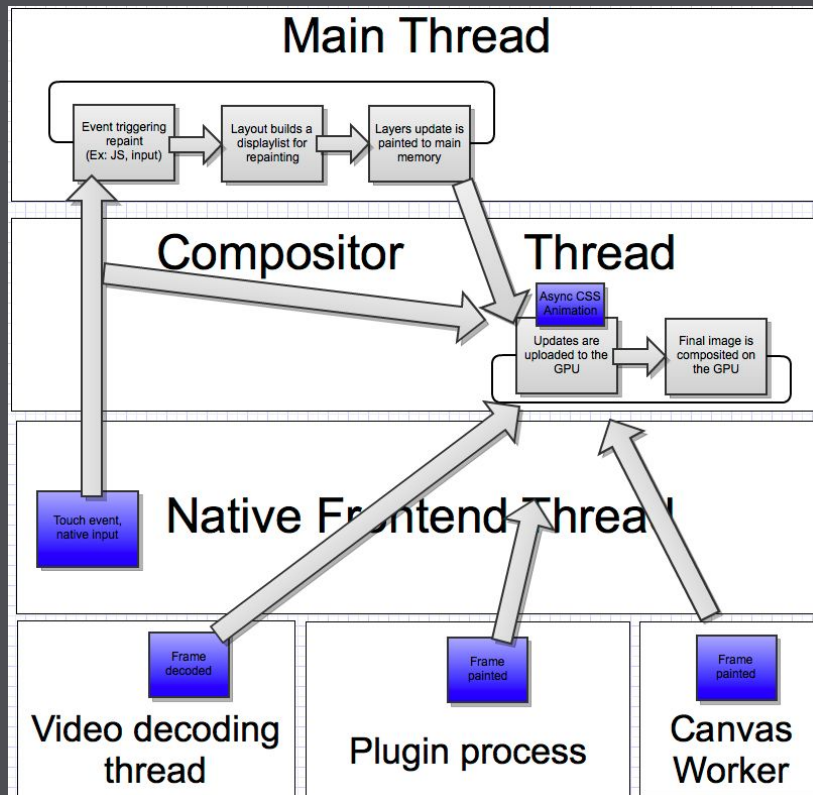 Main Thread
Event triggering
repaint
(Ex: JS, input)
Layout builds a
displaylist for
repainting
Layers update is
painted to main
memory
Compositor Thread
Async CSS
Animation
Updates are
uploaded to the
GPU
Final image is
composited on
the GPU
Touch event,
native input
Native Frontend Thread
Frame
decoded
Video decoding
thread
Frame
painted
Plugin process
Frame
painted
Canvas
Worker